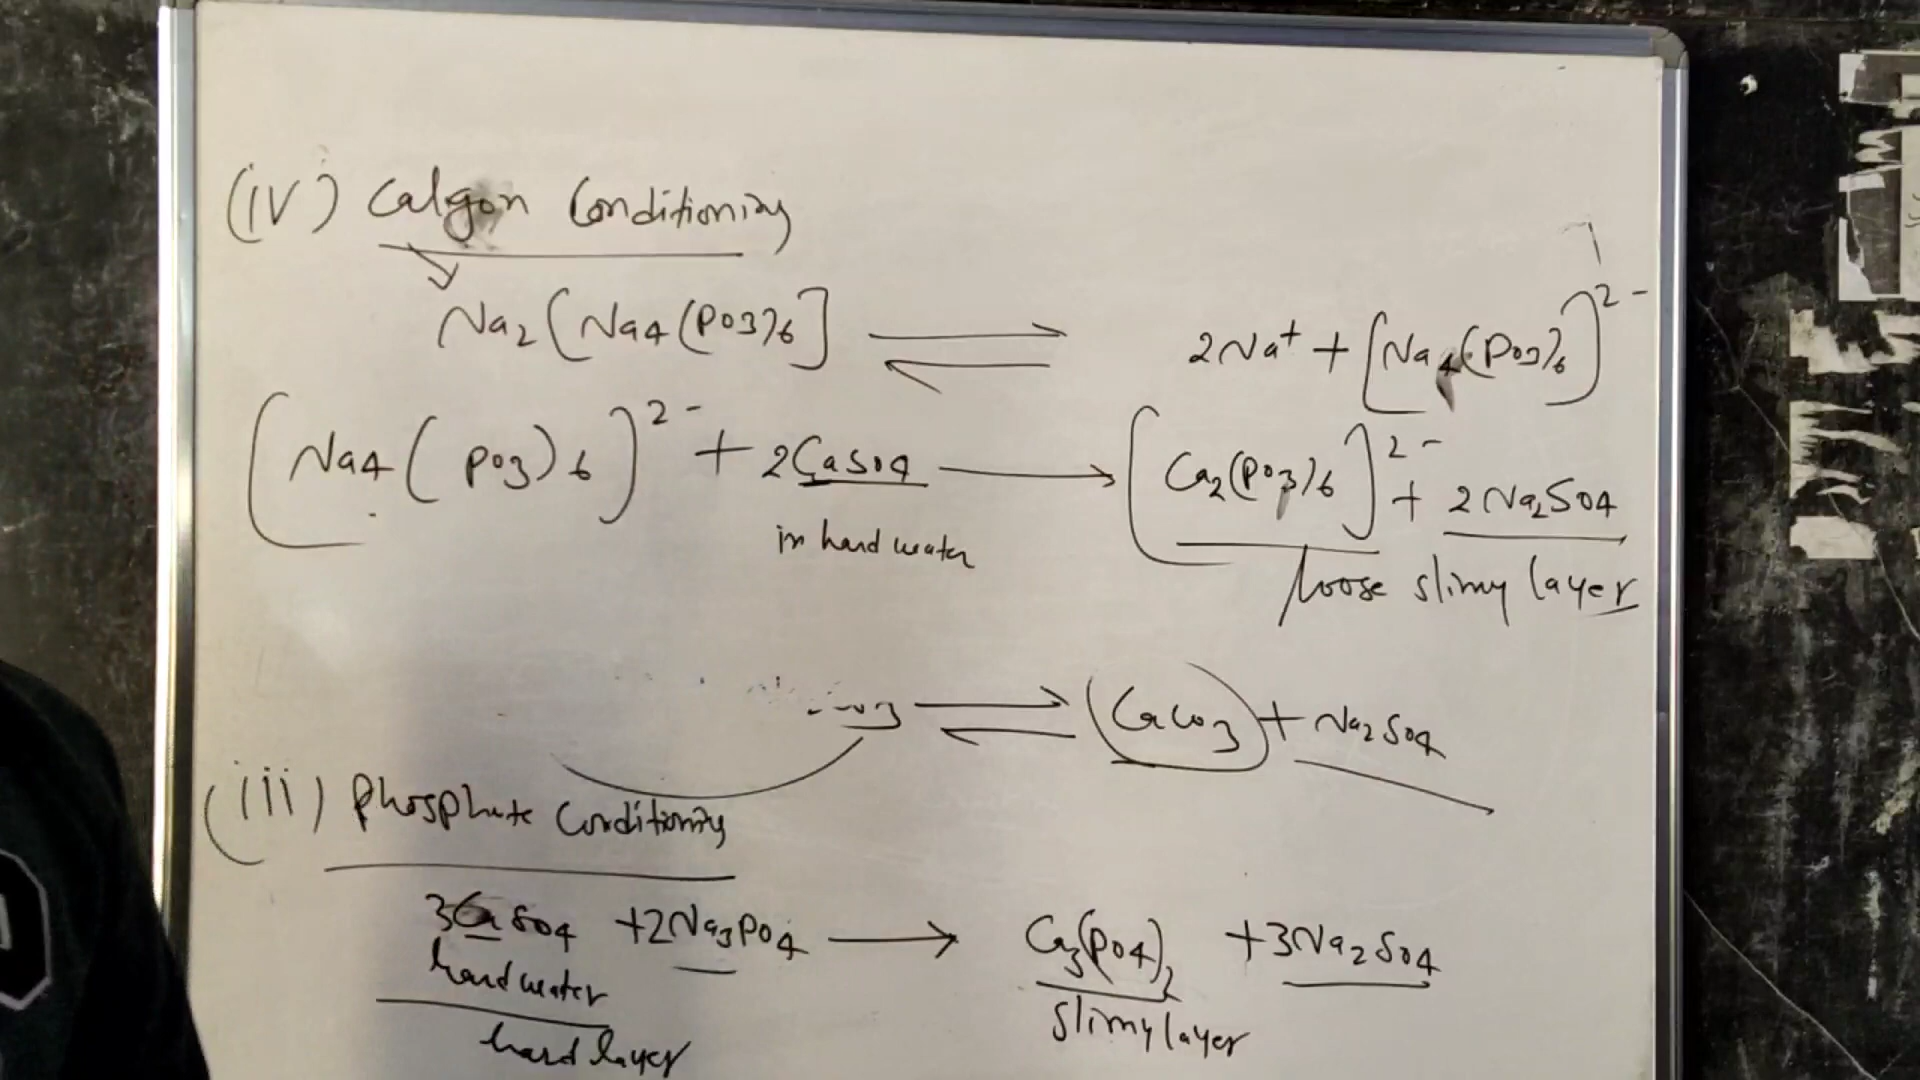 (iv) Calgon Conditioning
Na2[Na4(PO3)6] ⇌ 2Na+ + [Na4(PO3)6]2-
[Na4(PO3)6]2- + 2CaSO4 → [Ca2(PO3)6]2- + 2Na2SO4
in hard water
loose slimy layer
⇌ CaCO3 + Na2SO4
(iii) Phosphate Conditioning
3CaSO4 + 2Na3PO4 → Ca3(PO4)2 + 3Na2SO4
hard water
slimy layer
hard layer